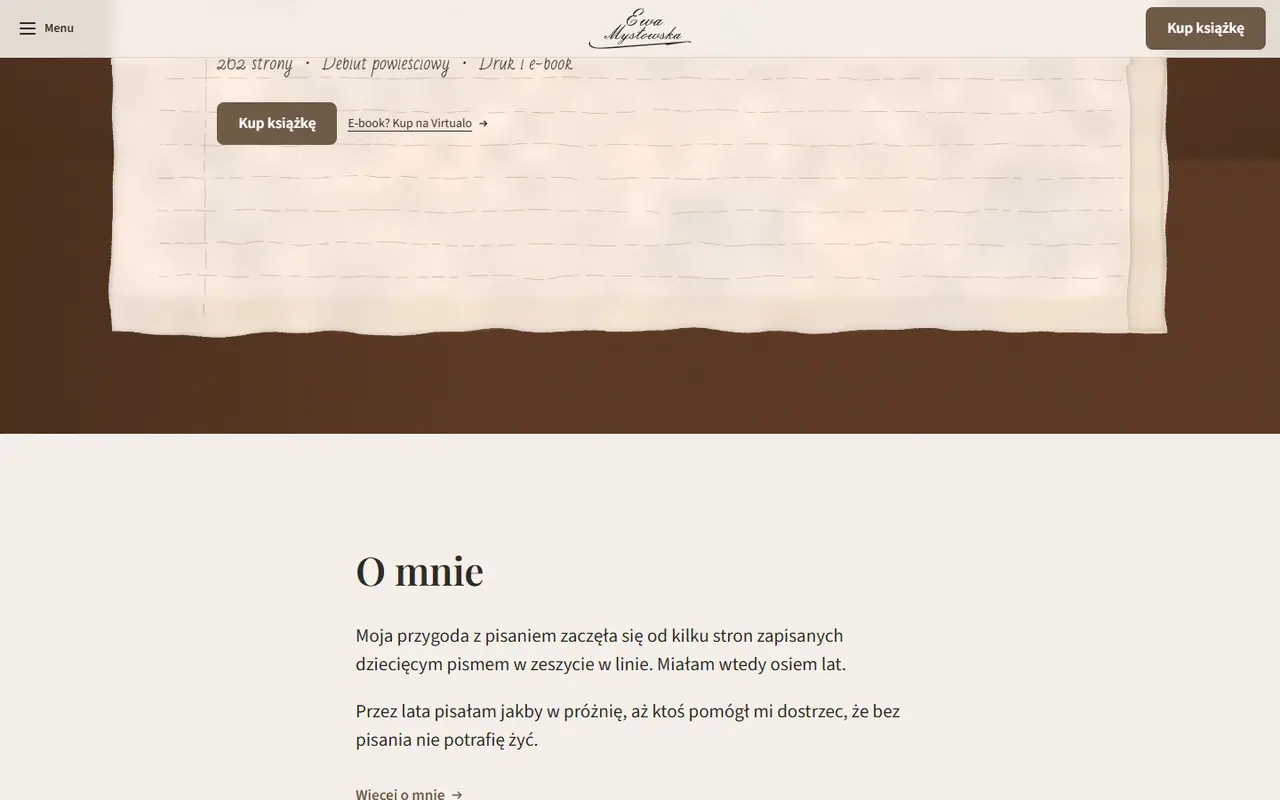 Menu
Ewa
Mysłowska
Kup książkę
262 strony • Debiut powieściowy • Druk i e-book
Kup książkę
E-book? Kup na Virtualo →
O mnie
Moja przygoda z pisaniem zaczęła się od kilku stron zapisanych
dziecięcym pismem w zeszycie w linie. Miałam wtedy osiem lat.
Przez lata pisałam jakby w próżnię, aż ktoś pomógł mi dostrzec, że bez
pisania nie potrafię żyć.
Więcej o mnie →